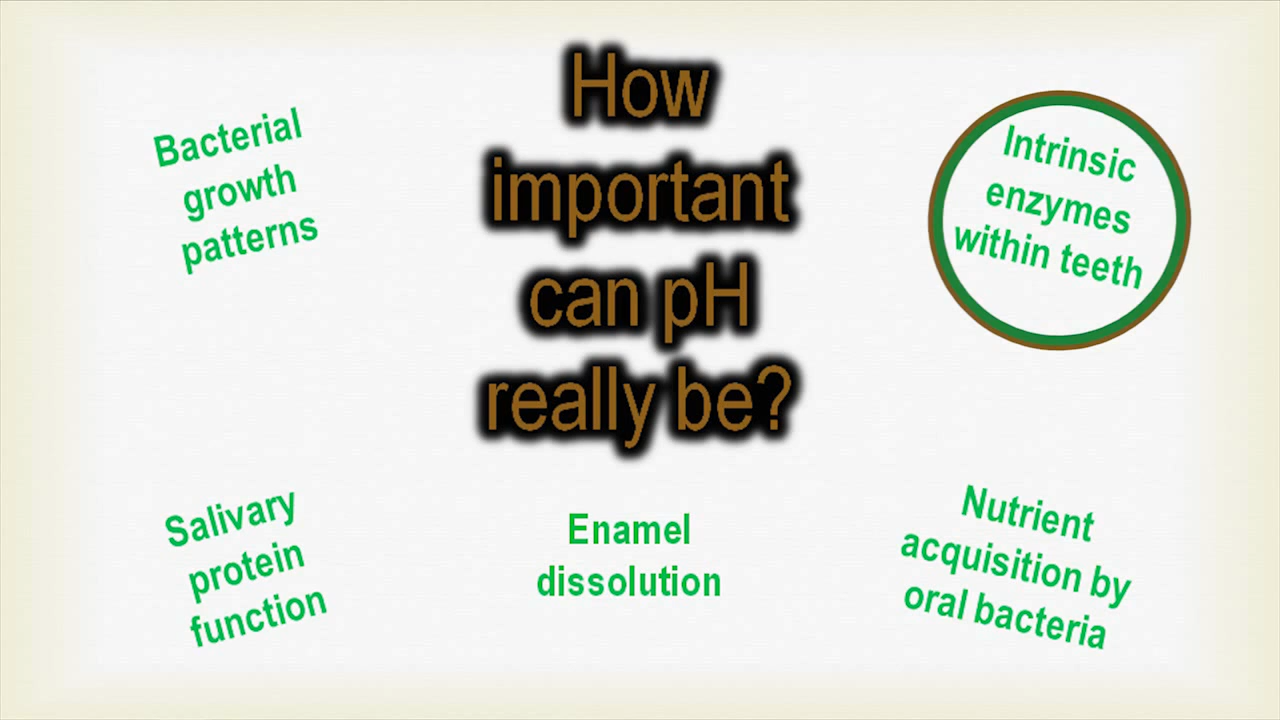 How
important
can pH
really be?
Bacterial
growth
patterns
Intrinsic
enzymes
within teeth
Salivary
protein
function
Enamel
dissolution
Nutrient
acquisition by
oral bacteria